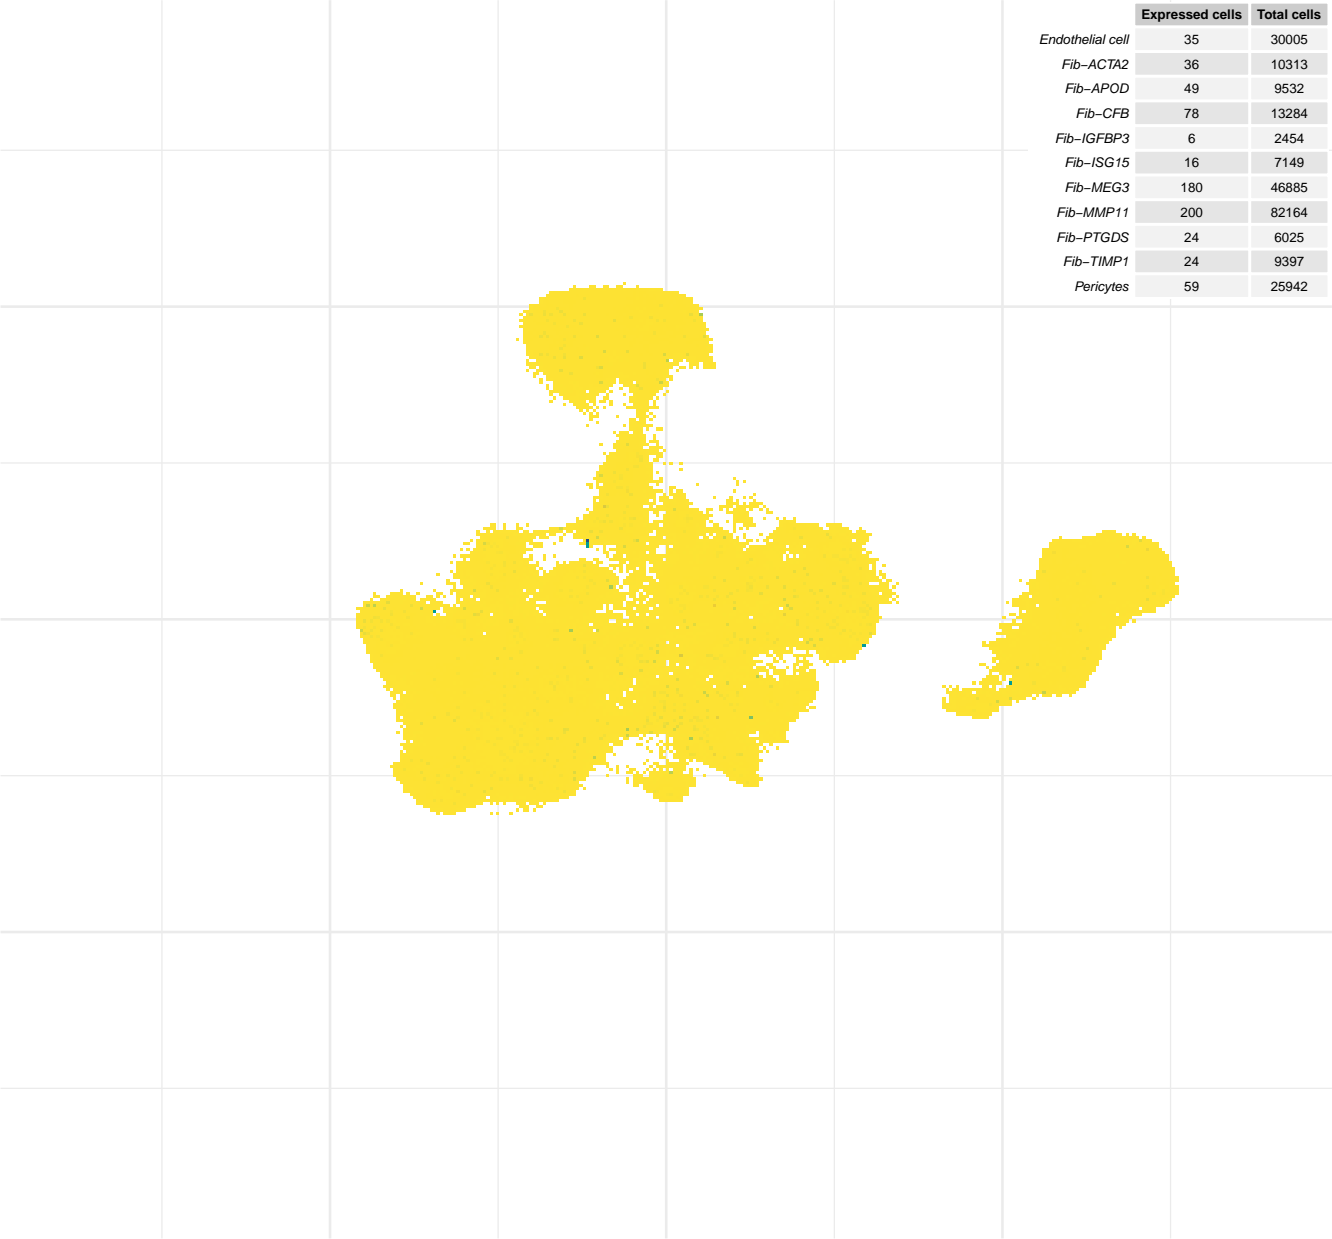 Expressed cells Total cells
Endothelial cell 35 30005
Fib−ACTA2 36 10313
Fib−APOD 49 9532
Fib−CFB 78 13284
Fib−IGFBP3 6 2454
Fib−ISG15 16 7149
Fib−MEG3 180 46885
Fib−MMP11 200 82164
Fib−PTGDS 24 6025
Fib−TIMP1 24 9397
Pericytes 59 25942